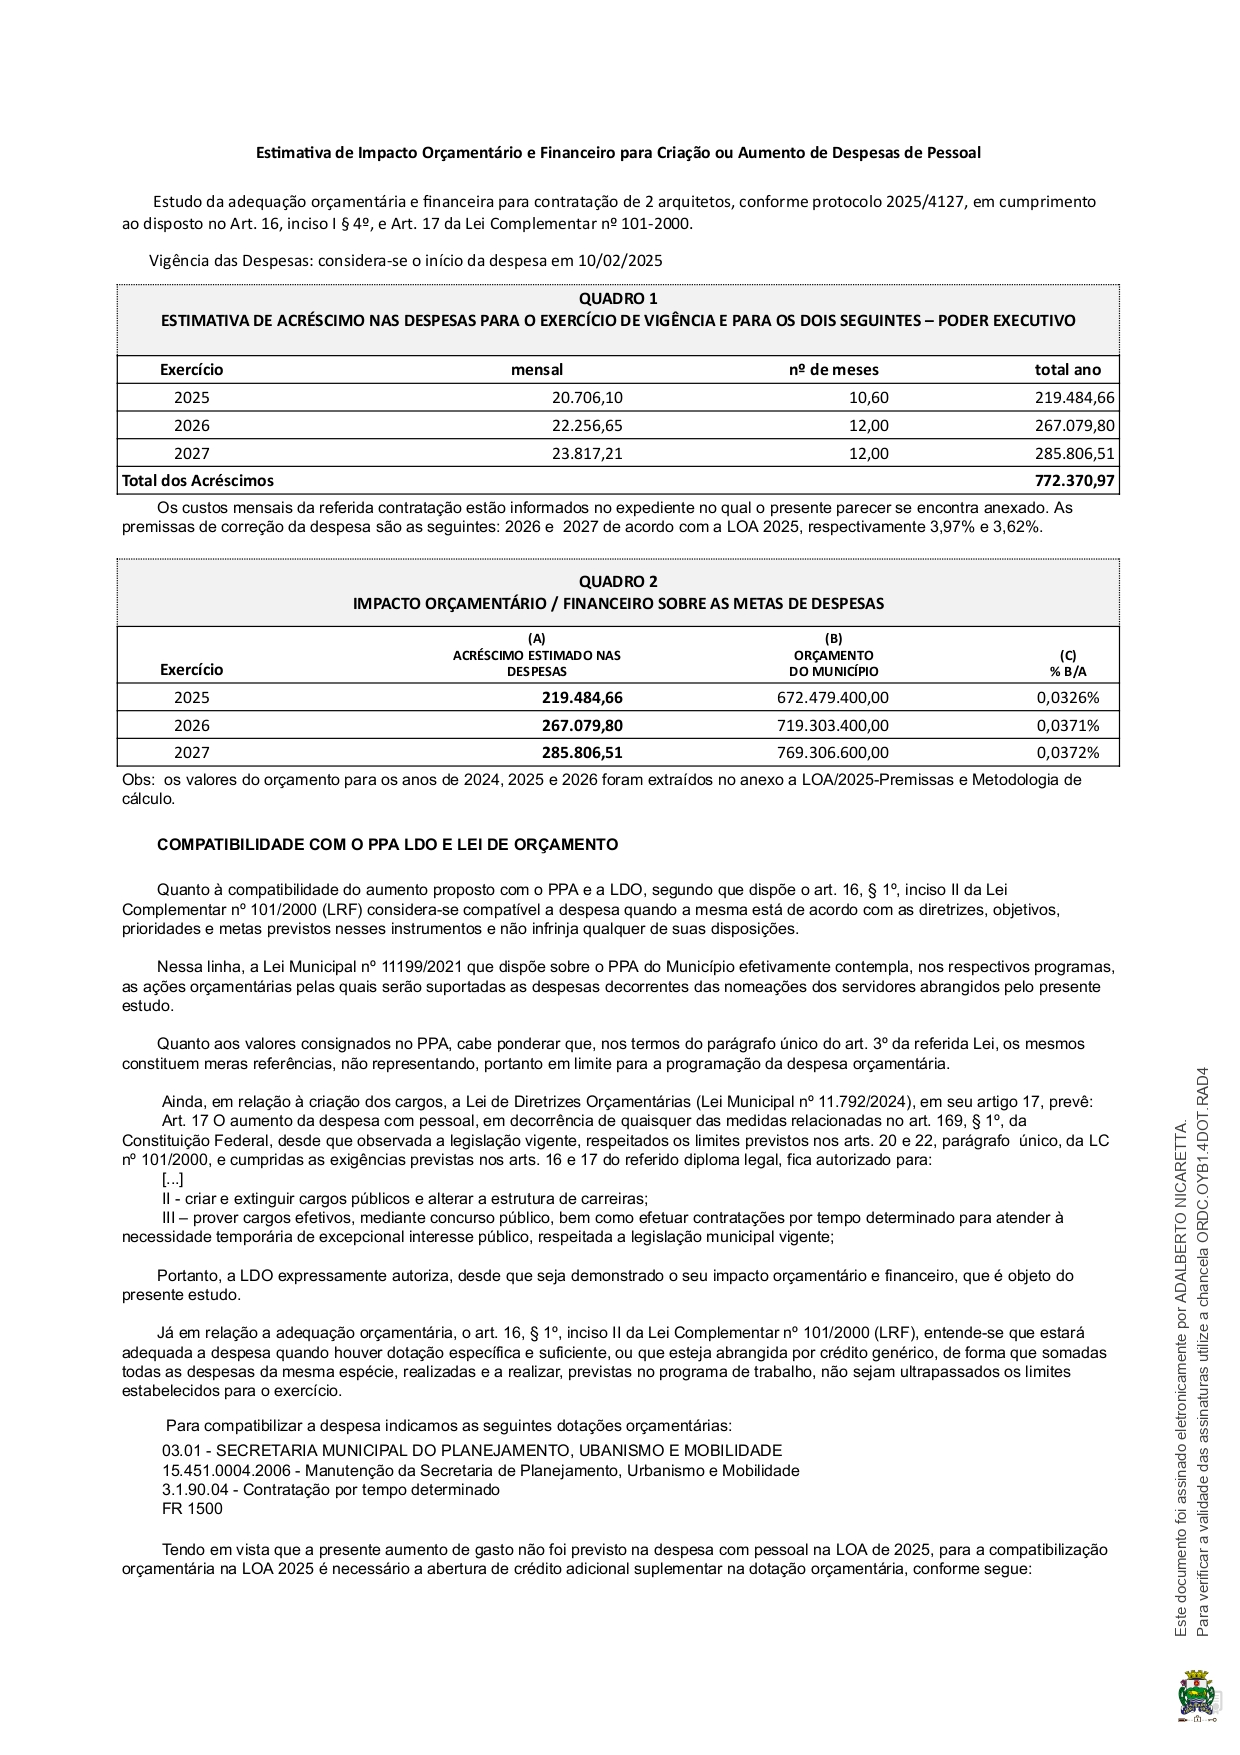 Estimativa de Impacto Orçamentário e Financeiro para Criação ou Aumento de Despesas de Pessoal
Estudo da adequação orçamentária e financeira para contratação de 2 arquitetos, conforme protocolo 2025/4127, em cumprimento
ao disposto no Art. 16, inciso I § 4º, e Art. 17 da Lei Complementar nº 101-2000.
Vigência das Despesas: considera-se o início da despesa em 10/02/2025
QUADRO 1
ESTIMATIVA DE ACRÉSCIMO NAS DESPESAS PARA O EXERCÍCIO DE VIGÊNCIA E PARA OS DOIS SEGUINTES – PODER EXECUTIVO
Exercício mensal nº de meses total ano
2025 20.706,10 10,60 219.484,66
2026 22.256,65 12,00 267.079,80
2027 23.817,21 12,00 285.806,51
Total dos Acréscimos 772.370,97
Os custos mensais da referida contratação estão informados no expediente no qual o presente parecer se encontra anexado. As
premissas de correção da despesa são as seguintes: 2026 e  2027 de acordo com a LOA 2025, respectivamente 3,97% e 3,62%.
QUADRO 2
IMPACTO ORÇAMENTÁRIO / FINANCEIRO SOBRE AS METAS DE DESPESAS
(A) (B)
ACRÉSCIMO ESTIMADO NAS ORÇAMENTO (C)
Exercício DESPESAS DO MUNICÍPIO % B/A
2025 219.484,66 672.479.400,00 0,0326%
2026 267.079,80 719.303.400,00 0,0371%
2027 285.806,51 769.306.600,00 0,0372%
Obs:  os valores do orçamento para os anos de 2024, 2025 e 2026 foram extraídos no anexo a LOA/2025-Premissas e Metodologia de
cálculo.
COMPATIBILIDADE COM O PPA LDO E LEI DE ORÇAMENTO
Quanto à compatibilidade do aumento proposto com o PPA e a LDO, segundo que dispõe o art. 16, § 1º, inciso II da Lei
Complementar nº 101/2000 (LRF) considera-se compatível a despesa quando a mesma está de acordo com as diretrizes, objetivos,
prioridades e metas previstos nesses instrumentos e não infrinja qualquer de suas disposições.
Nessa linha, a Lei Municipal nº 11199/2021 que dispõe sobre o PPA do Município efetivamente contempla, nos respectivos programas,
as ações orçamentárias pelas quais serão suportadas as despesas decorrentes das nomeações dos servidores abrangidos pelo presente
estudo.
Quanto aos valores consignados no PPA, cabe ponderar que, nos termos do parágrafo único do art. 3º da referida Lei, os mesmos
constituem meras referências, não representando, portanto em limite para a programação da despesa orçamentária.
Ainda, em relação à criação dos cargos, a Lei de Diretrizes Orçamentárias (Lei Municipal nº 11.792/2024), em seu artigo 17, prevê:
Art. 17 O aumento da despesa com pessoal, em decorrência de quaisquer das medidas relacionadas no art. 169, § 1º, da
Constituição Federal, desde que observada a legislação vigente, respeitados os limites previstos nos arts. 20 e 22, parágrafo  único, da LC
nº 101/2000, e cumpridas as exigências previstas nos arts. 16 e 17 do referido diploma legal, fica autorizado para:
[...]
II - criar e extinguir cargos públicos e alterar a estrutura de carreiras;
III – prover cargos efetivos, mediante concurso público, bem como efetuar contratações por tempo determinado para atender à
necessidade temporária de excepcional interesse público, respeitada a legislação municipal vigente;
Portanto, a LDO expressamente autoriza, desde que seja demonstrado o seu impacto orçamentário e financeiro, que é objeto do
presente estudo.
Já em relação a adequação orçamentária, o art. 16, § 1º, inciso II da Lei Complementar nº 101/2000 (LRF), entende-se que estará
adequada a despesa quando houver dotação específica e suficiente, ou que esteja abrangida por crédito genérico, de forma que somadas
todas as despesas da mesma espécie, realizadas e a realizar, previstas no programa de trabalho, não sejam ultrapassados os limites
estabelecidos para o exercício.
Para compatibilizar a despesa indicamos as seguintes dotações orçamentárias:
03.01 - SECRETARIA MUNICIPAL DO PLANEJAMENTO, UBANISMO E MOBILIDADE
15.451.0004.2006 - Manutenção da Secretaria de Planejamento, Urbanismo e Mobilidade
3.1.90.04 - Contratação por tempo determinado
FR 1500
Tendo em vista que a presente aumento de gasto não foi previsto na despesa com pessoal na LOA de 2025, para a compatibilização
orçamentária na LOA 2025 é necessário a abertura de crédito adicional suplementar na dotação orçamentária, conforme segue:
Este documento foi assinado eletronicamente por ADALBERTO NICARETTA.
Para verificar a validade das assinaturas utilize a chancela ORDC.OYB1.4DOT.RAD4